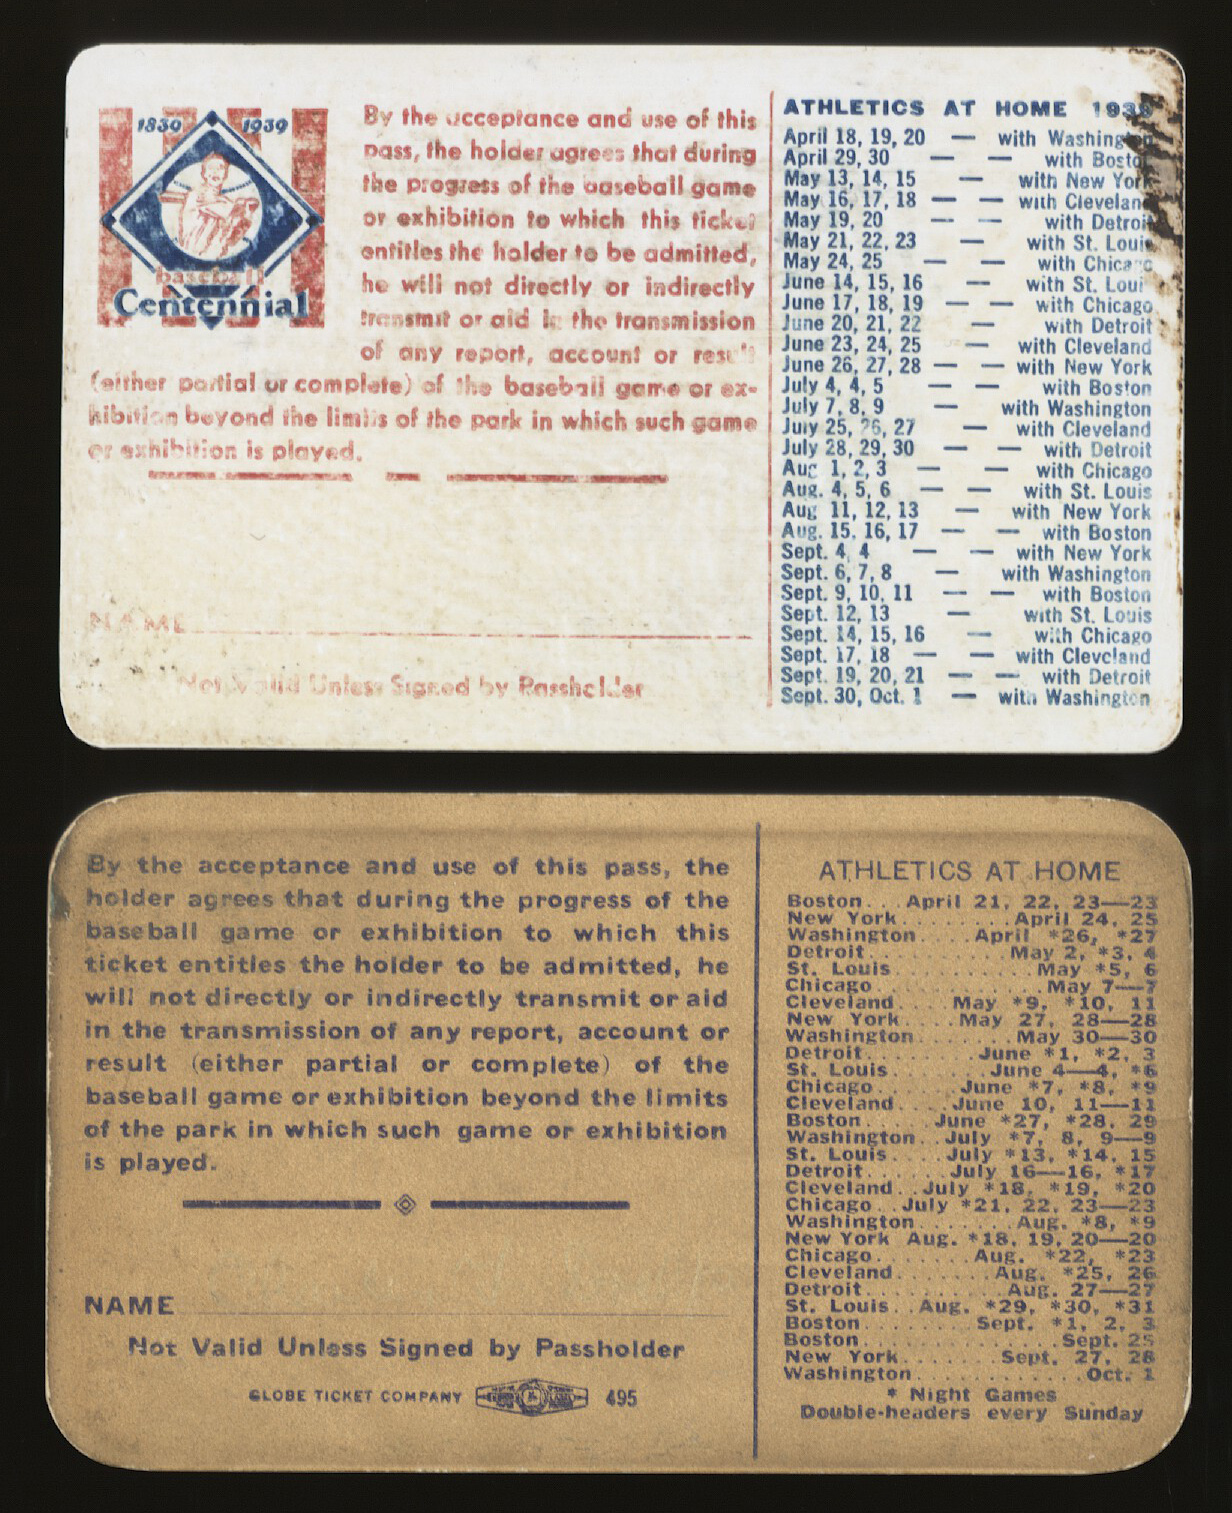 1839 1939
baseball
Centennial
By the acceptance and use of this
pass, the holder agrees that during
the progress of the baseball game
or exhibition to which this ticket
entitles the holder to be admitted,
he will not directly or indirectly
transmit or aid in the transmission
of any report, account or result
(either partial or complete) of the baseball game or ex-
hibition beyond the limits of the park in which such game
or exhibition is played.
NAME
Not Valid Unless Signed by Passholder
ATHLETICS AT HOME 1939
April 18, 19, 20 — with Washington
April 29, 30 — — with Boston
May 13, 14, 15 — with New York
May 16, 17, 18 — — with Cleveland
May 19, 20 — — with Detroit
May 21, 22, 23 — with St. Louis
May 24, 25 — — with Chicago
June 14, 15, 16 — with St. Loui
June 17, 18, 19 — — with Chicago
June 20, 21, 22 — with Detroit
June 23, 24, 25 — with Cleveland
June 26, 27, 28 — — with New York
July 4, 4, 5 — — with Boston
July 7, 8, 9 — with Washington
July 25, 26, 27 — with Cleveland
July 28, 29, 30 — — with Detroit
Aug 1, 2, 3 — — with Chicago
Aug. 4, 5, 6 — — with St. Louis
Aug 11, 12, 13 — with New York
Aug. 15, 16, 17 — — with Boston
Sept. 4, 4 — — with New York
Sept. 6, 7, 8 — with Washington
Sept. 9, 10, 11 — — with Boston
Sept. 12, 13 — with St. Louis
Sept. 14, 15, 16 — with Chicago
Sept. 17, 18 — — with Cleveland
Sept. 19, 20, 21 — — with Detroit
Sept. 30, Oct. 1 — with Washington
By the acceptance and use of this pass, the
holder agrees that during the progress of the
baseball game or exhibition to which this
ticket entitles the holder to be admitted, he
will not directly or indirectly transmit or aid
in the transmission of any report, account or
result (either partial or complete) of the
baseball game or exhibition beyond the limits
of the park in which such game or exhibition
is played.
NAME
Not Valid Unless Signed by Passholder
GLOBE TICKET COMPANY 495
ATHLETICS AT HOME
Boston...April 21, 22, 23—23
New York........April 24, 25
Washington....April *26, *27
Detroit..........May 2, *3, 4
St. Louis..........May *5, 6
Chicago............May 7—7
Cleveland....May *9, *10, 11
New York....May 27, 28—28
Washington.......May 30—30
Detroit........June *1, *2, 3
St. Louis.......June 4—4, *6
Chicago......June *7, *8, *9
Cleveland....June 10, 11—11
Boston......June *27, *28, 29
Washington..July *7, 8, 9—9
St. Louis....July *13, *14, 15
Detroit......July 16—16, *17
Cleveland..July *18, *19, *20
Chicago..July *21, 22, 23—23
Washington.......Aug. *8, *9
New York Aug. *18, 19, 20—20
Chicago.......Aug. *22, *23
Cleveland.......Aug. *25, 26
Detroit..........Aug. 27—27
St. Louis..Aug. *29, *30, *31
Boston........Sept. *1, 2, 3
Boston.............Sept. 25
New York.......Sept. 27, 28
Washington............Oct. 1
* Night Games
Double-headers every Sunday